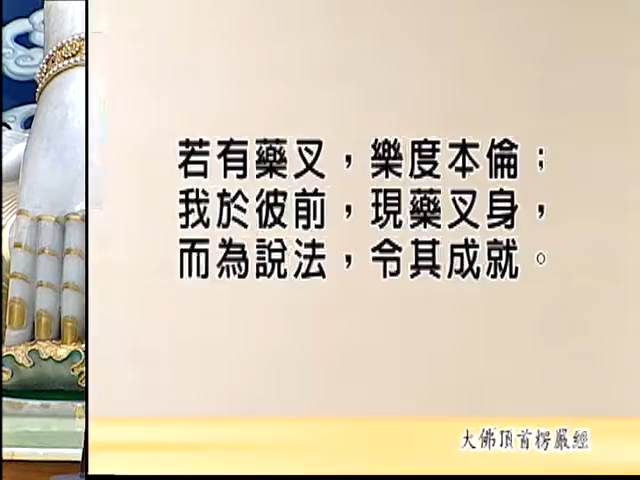 若有藥叉，樂度本倫；
我於彼前，現藥叉身，
而為說法，令其成就。
大佛頂首楞嚴經